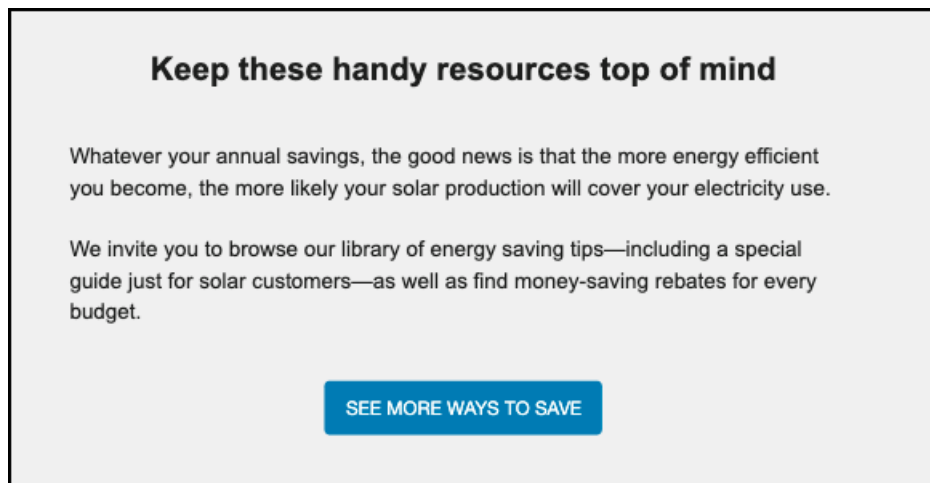 Keep these handy resources top of mind
Whatever your annual savings, the good news is that the more energy efficient
you become, the more likely your solar production will cover your electricity use.
We invite you to browse our library of energy saving tips—including a special
guide just for solar customers—as well as find money-saving rebates for every
budget.
SEE MORE WAYS TO SAVE